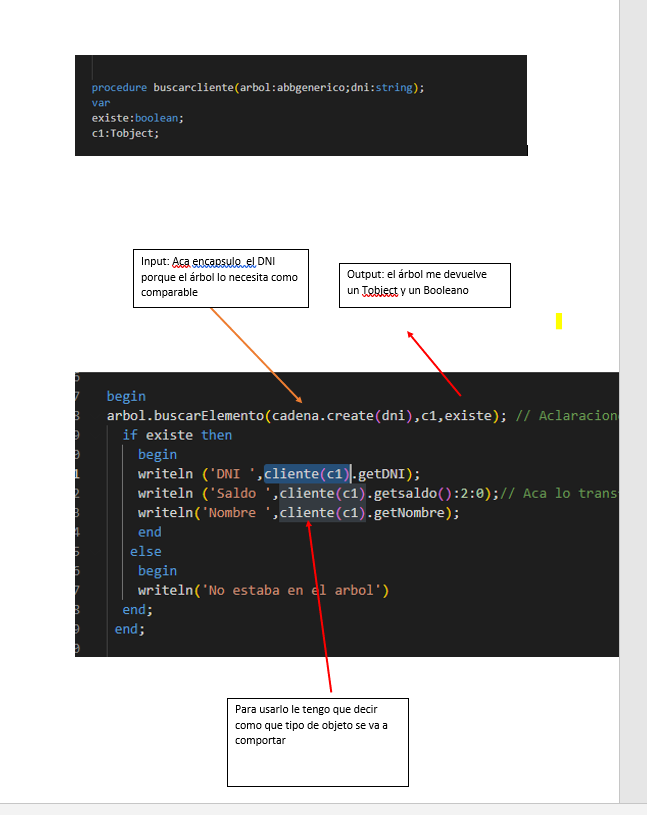 procedure buscarcliente(arbol:abbgenerico;dni:string);
var
existe:boolean;
c1:Tobject;
Input: Aca encapsulo el DNI
porque el árbol lo necesita como
comparable
Output: el árbol me devuelve
un Tobject y un Booleano
begin
arbol.buscarElemento(cadena.create(dni),c1,existe); // Aclaracion
if existe then
begin
writeln ('DNI ',cliente(c1).getDNI);
writeln ('Saldo ',cliente(c1).getsaldo():2:0);// Aca lo trans
writeln('Nombre ',cliente(c1).getNombre);
end
else
begin
writeln('No estaba en el arbol')
end;
end;
Para usarlo le tengo que decir
como que tipo de objeto se va a
comportar